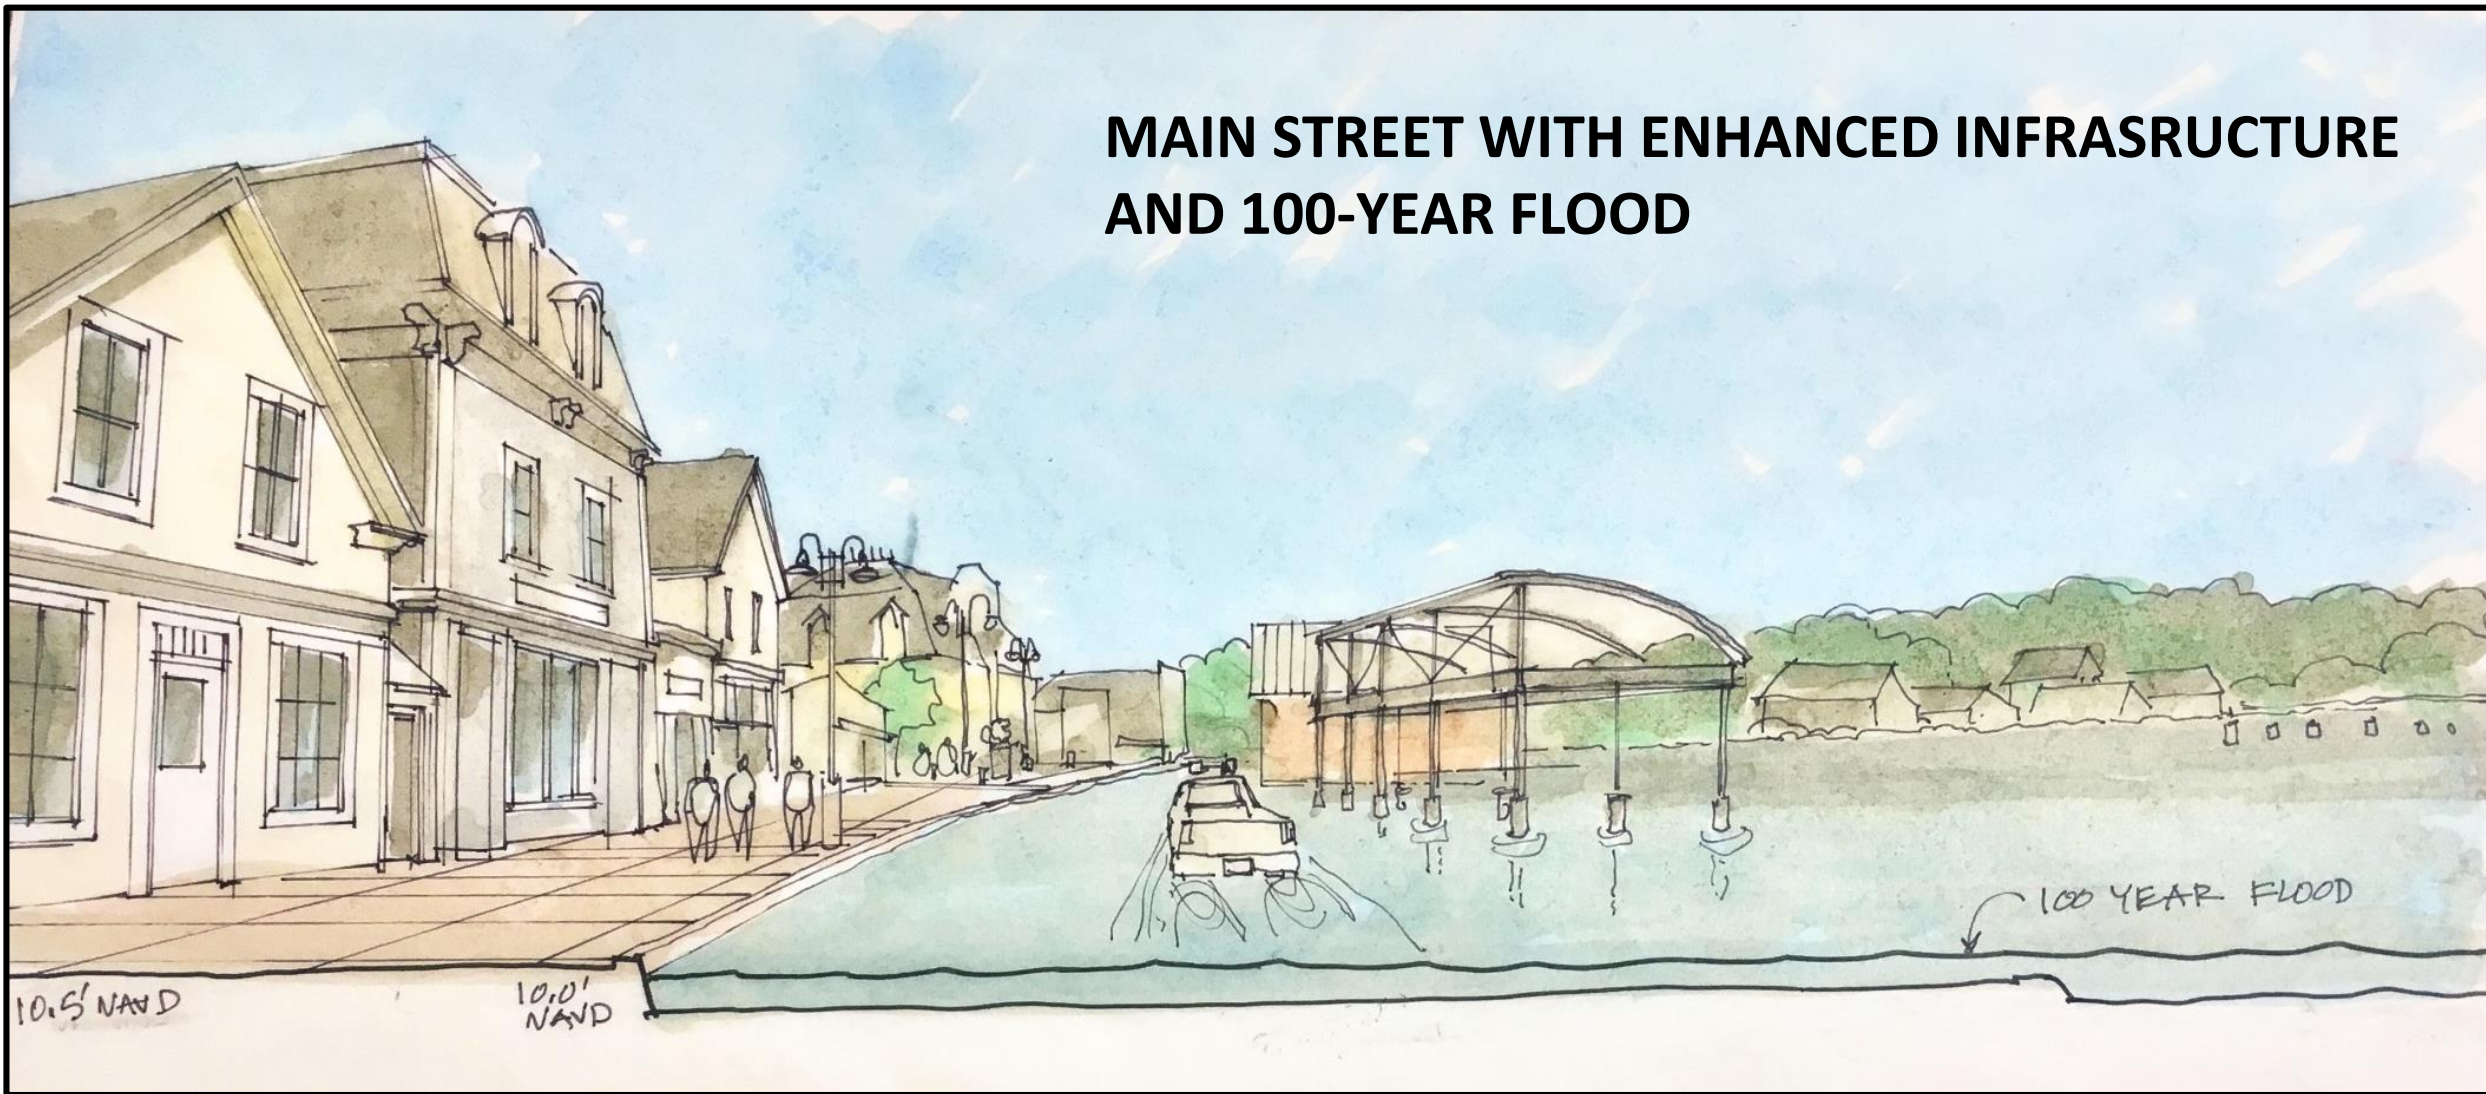 MAIN STREET WITH ENHANCED INFRASRUCTURE
AND 100-YEAR FLOOD
100 YEAR FLOOD
10.5' NAVD
10.0'
NAVD